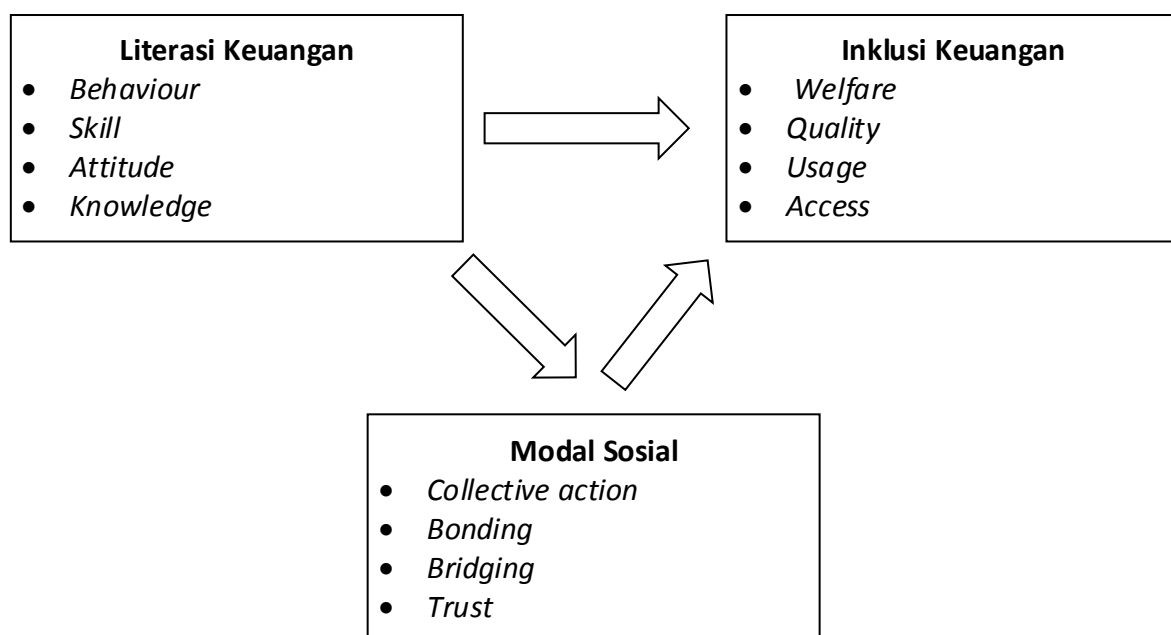 Literasi Keuangan
• Behaviour
• Skill
• Attitude
• Knowledge
Inklusi Keuangan
• Welfare
• Quality
• Usage
• Access
Modal Sosial
• Collective action
• Bonding
• Bridging
• Trust